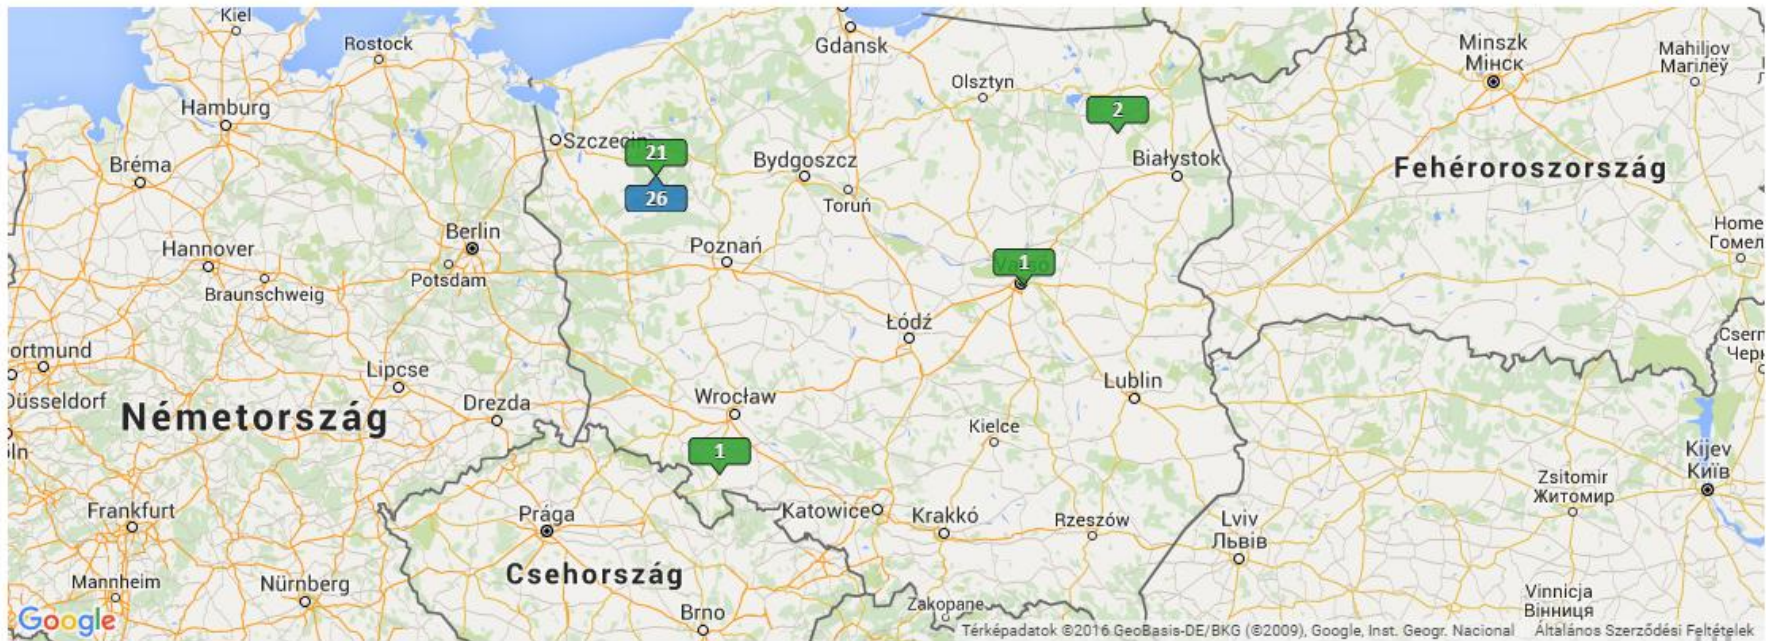 Kiel
Rostock
Gdansk
Minszk
Мінск
Mahiljov
Магілёў
Hamburg
Olsztyn
2
Szczecin
21
Bréma
Bydgoszcz
Białystok
Fehéroroszország
26
Toruń
Home
Гомел
Berlin
Hannover
Poznań
1
Potsdam
Braunschweig
Łódź
ortmund
Csern
Черн
Lipcse
Lublin
Düsseldorf
Németország
Drezda
Wrocław
Kielce
öln
1
Kijev
Київ
Zsitomir
Житомир
Frankfurt
Prága
Katowice
Krakkó
Rzeszów
Lviv
Львів
Mannheim
Nürnberg
Csehország
Vinnicja
Вінниця
Zakopane
Brno
Google
Térképadatok ©2016 GeoBasis-DE/BKG (©2009), Google, Inst. Geogr. Nacional
Általános Szerződési Feltételek